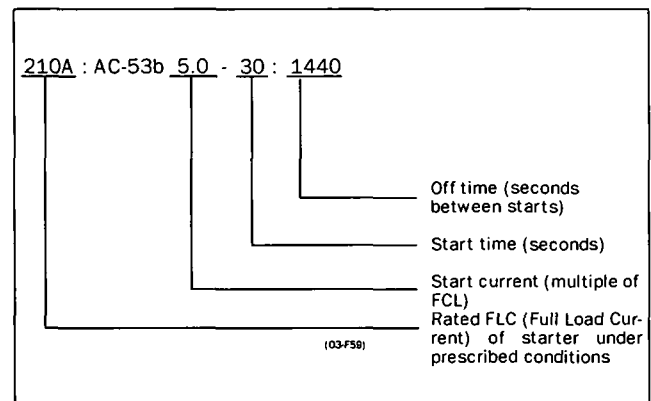 210A : AC-53b 5.0 - 30 : 1440
Off time (seconds
between starts)
Start time (seconds)
Start current (multiple of
FCL)
Rated FLC (Full Load Cur-
rent) of starter under
prescribed conditions
(03-F59)